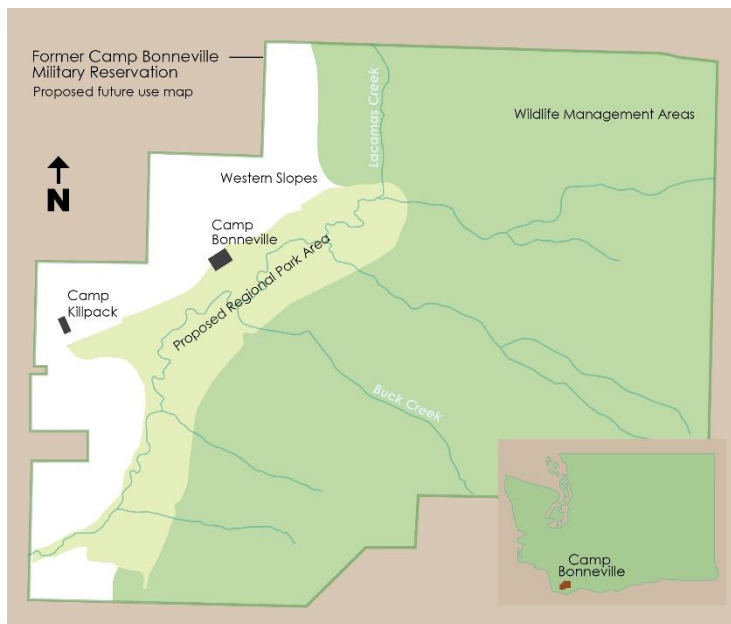 Former Camp Bonneville
Military Reservation
Proposed future use map
N
Lacamas Creek
Wildlife Management Areas
Western Slopes
Camp
Bonneville
Proposed Regional Park Area
Camp
Killpack
Buck Creek
Camp
Bonneville